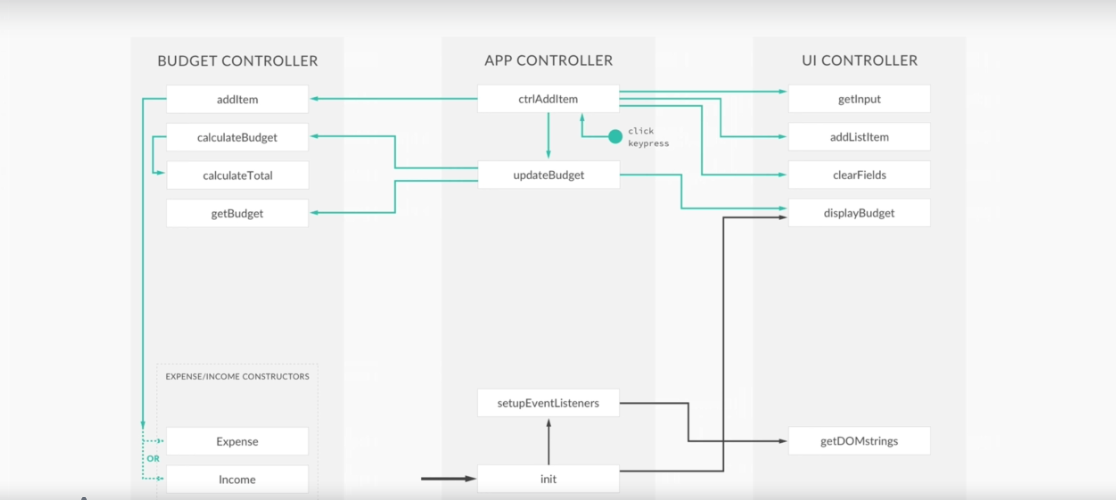 BUDGET CONTROLLER
APP CONTROLLER
UI CONTROLLER
addItem
ctrlAddItem
getInput
calculateBudget
click
keypress
addListItem
calculateTotal
updateBudget
clearFields
getBudget
displayBudget
EXPENSE/INCOME CONSTRUCTORS
setupEventListeners
Expense
getDOMstrings
OR
Income
init